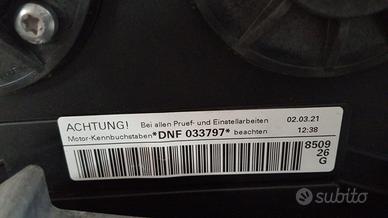 ACHTUNG! Bei allen Pruef- und Einstellarbeiten 02.03.21
Motor-Kennbuchstaben *DNF 033797* beachten 12:38
8509
26
G
subito